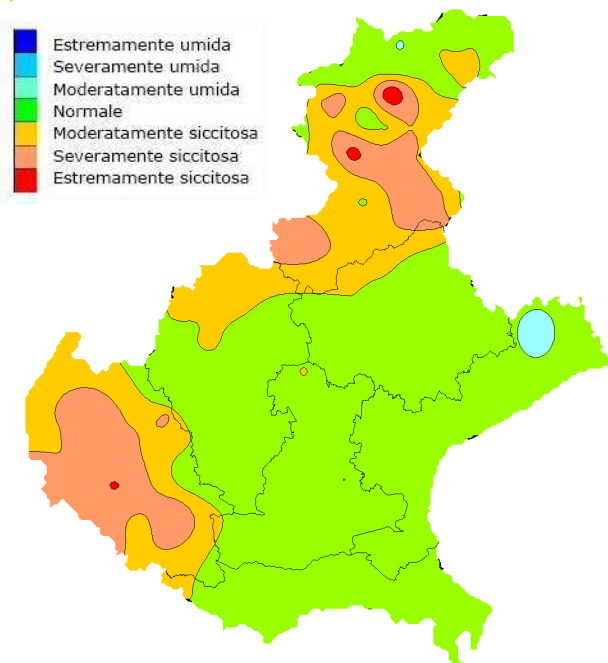 Estremamente umida
Severamente umida
Moderatamente umida
Normale
Moderatamente siccitosa
Severamente siccitosa
Estremamente siccitosa